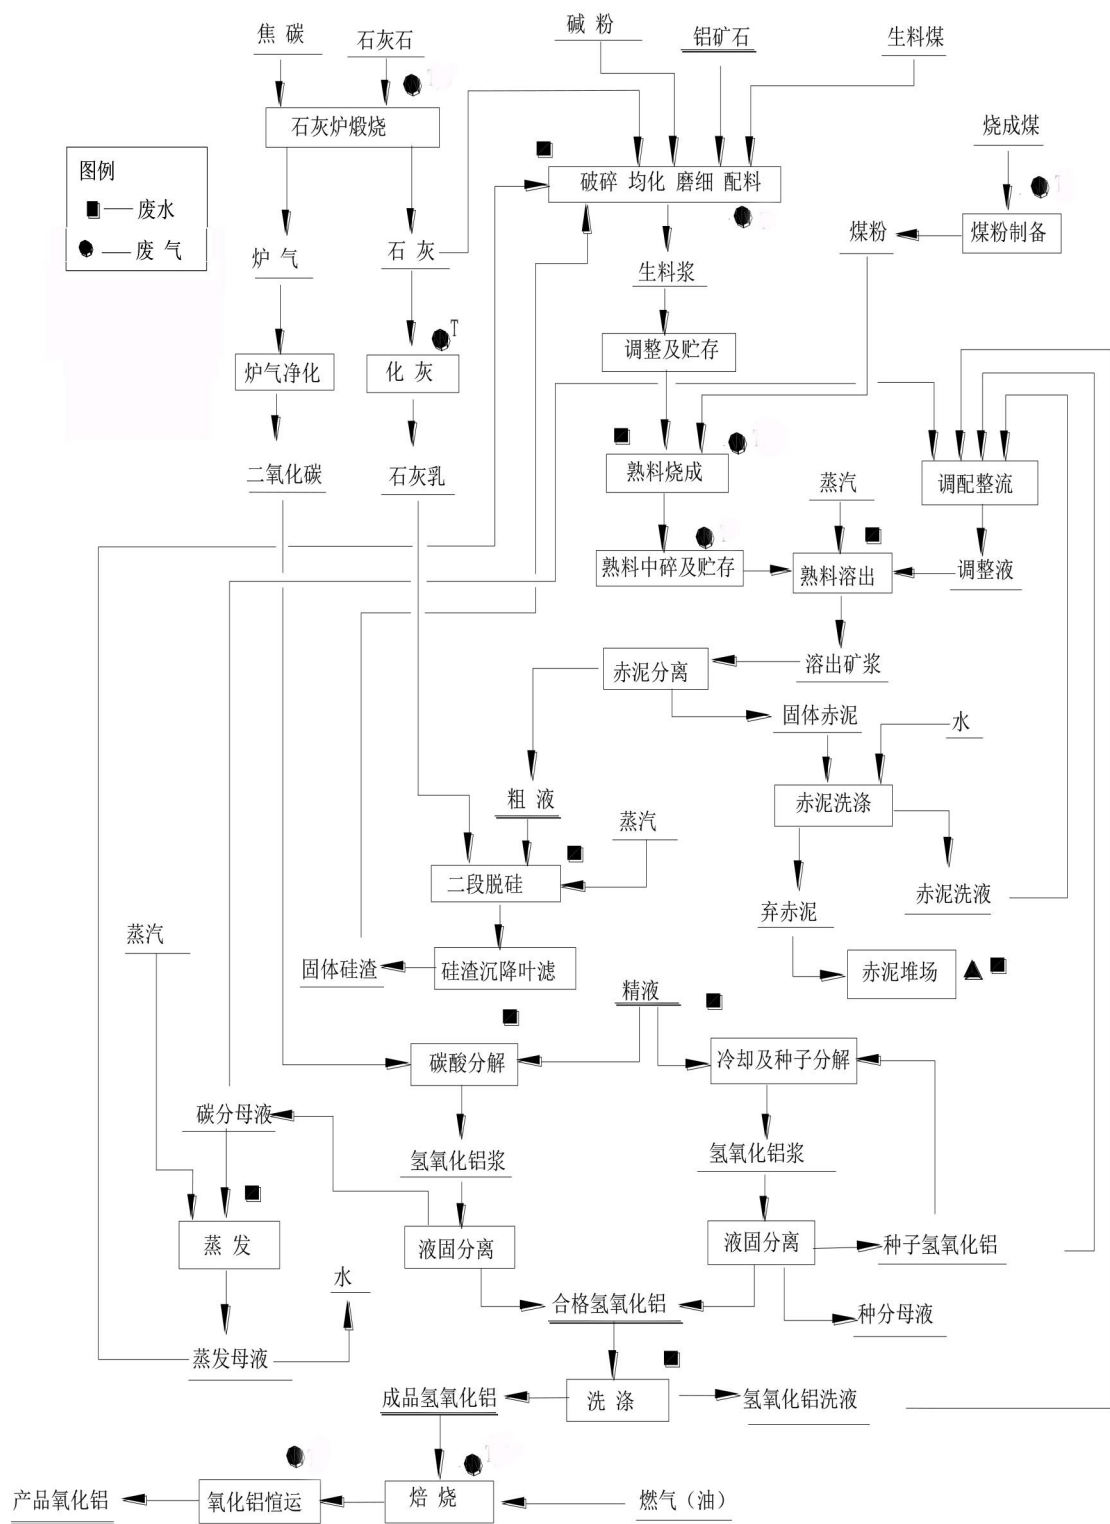 焦 碳
石灰石
碱 粉
铝矿石
生料煤
石灰炉煅烧
烧成煤
图例
废水
废 气
破碎 均化 磨细 配料
煤粉
煤粉制备
炉 气
石 灰
生料浆
T
调整及贮存
炉气净化
化 灰
二氧化碳
石灰乳
熟料烧成
蒸汽
调配整流
熟料中碎及贮存
熟料溶出
调整液
赤泥分离
溶出矿浆
固体赤泥
水
粗 液
蒸汽
赤泥洗涤
二段脱硅
弃赤泥
赤泥洗液
蒸汽
固体硅渣
硅渣沉降叶滤
赤泥堆场
精液
碳酸分解
冷却及种子分解
碳分母液
氢氧化铝浆
氢氧化铝浆
蒸 发
液固分离
液固分离
种子氢氧化铝
水
合格氢氧化铝
种分母液
蒸发母液
成品氢氧化铝
洗 涤
氢氧化铝洗液
产品氧化铝
氧化铝恒运
焙 烧
燃气（油）